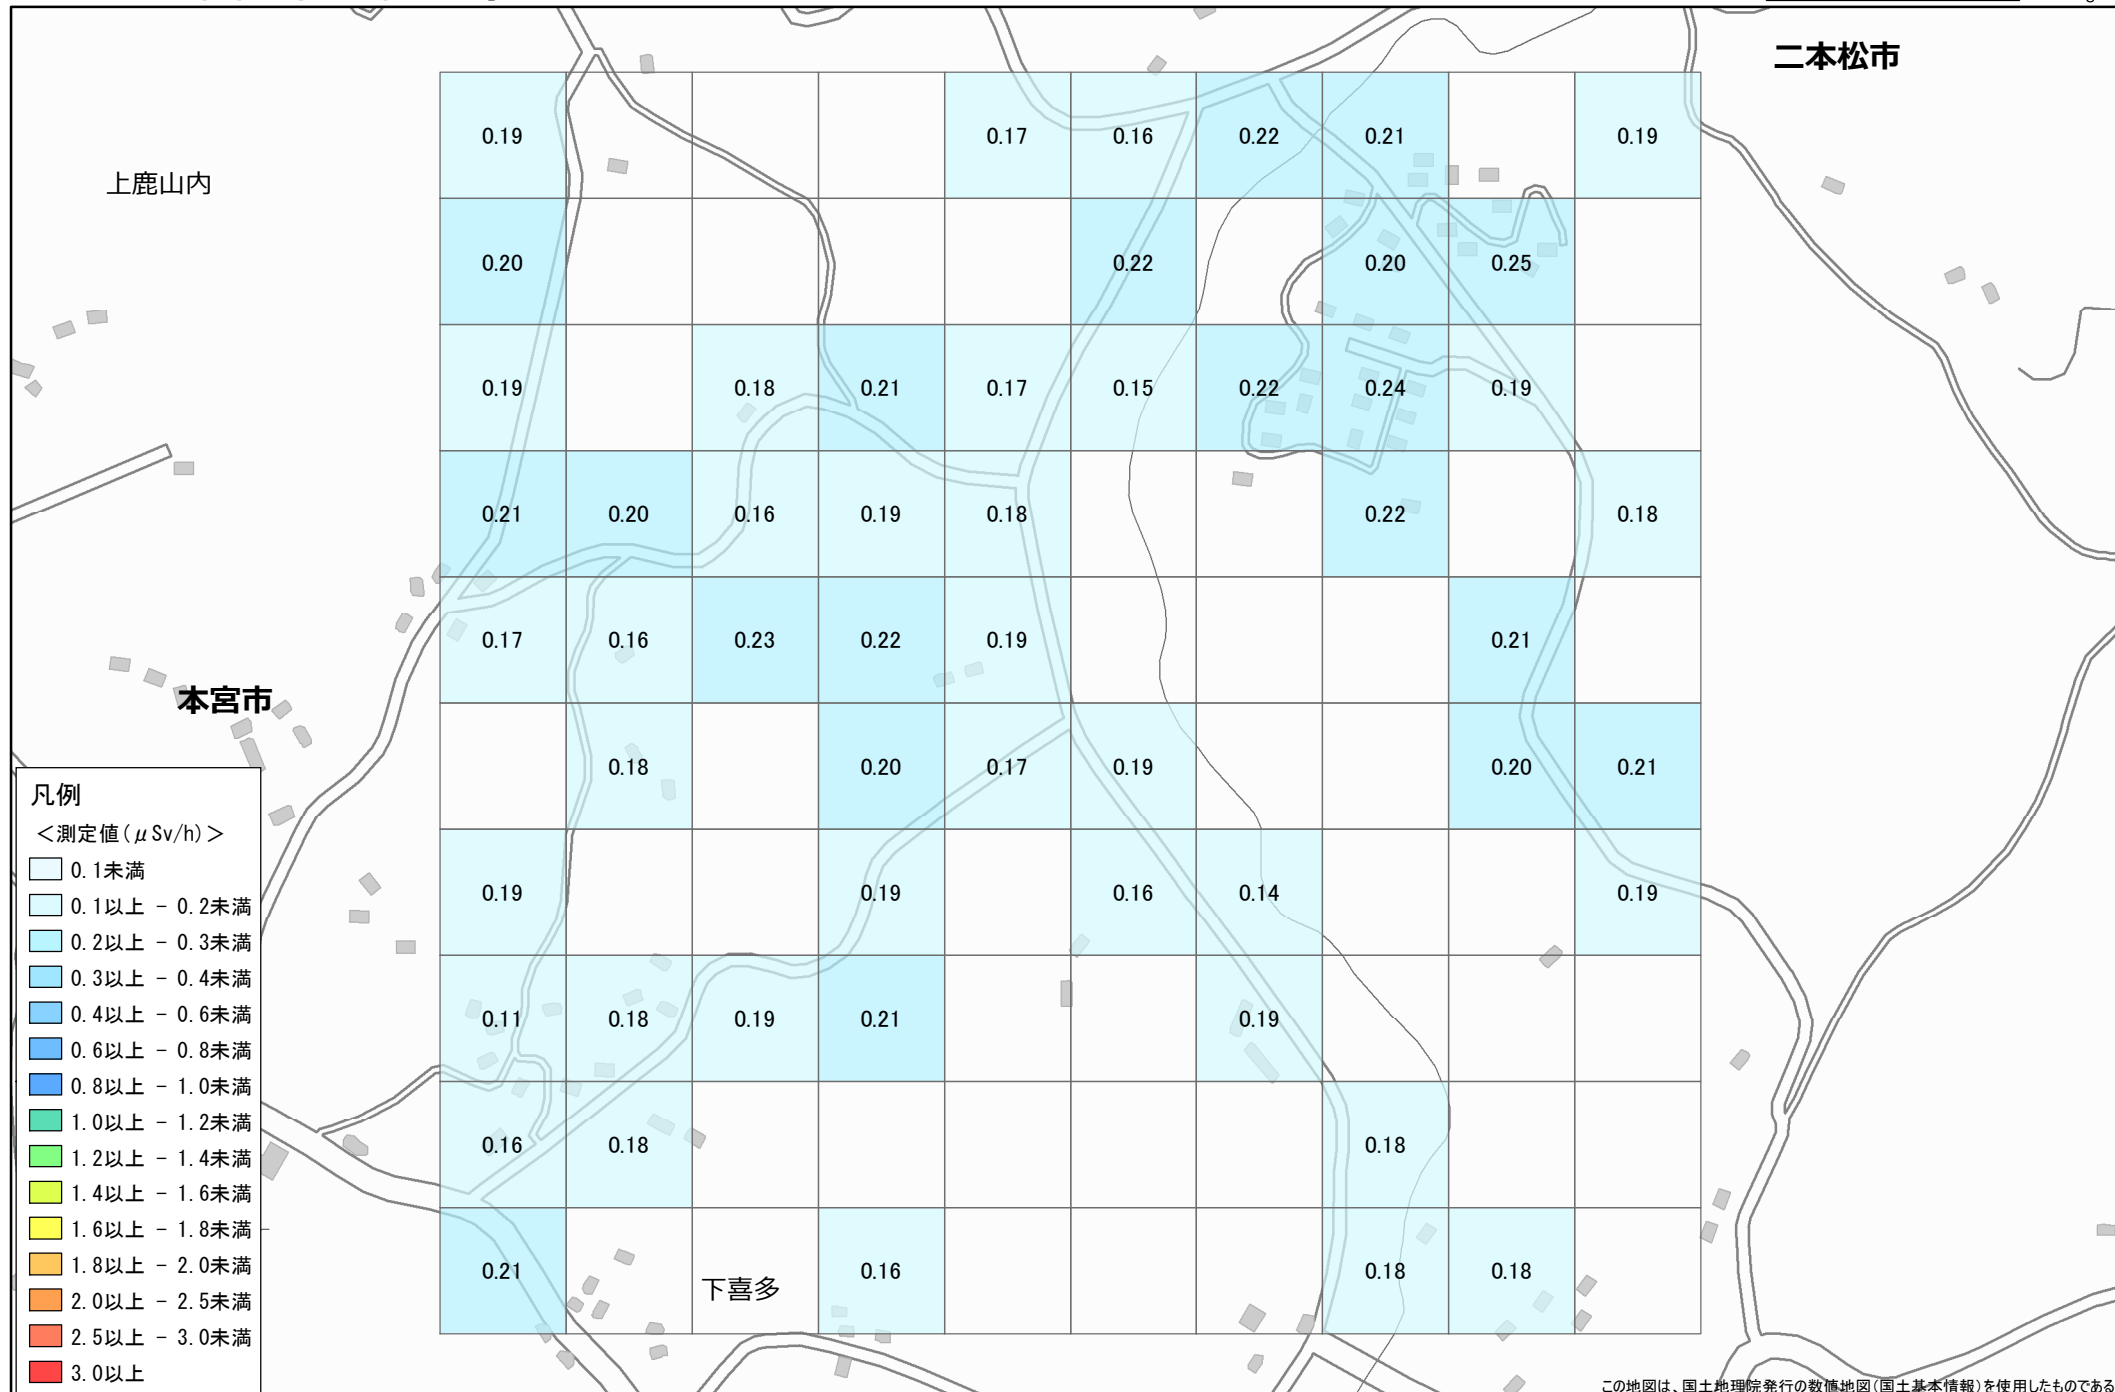 二本松市
0.19 0.17 0.16 0.22 0.21 0.19
上鹿山内
0.20 0.22 0.20 0.25
0.19 0.18 0.21 0.17 0.15 0.22 0.24 0.19
0.21 0.20 0.16 0.19 0.18 0.22 0.18
0.17 0.16 0.23 0.22 0.19 0.21
本宮市
0.18 0.20 0.17 0.19 0.20 0.21
0.19 0.19 0.16 0.14 0.19
0.11 0.18 0.19 0.21 0.19
0.16 0.18 0.18
0.21 0.16 0.18 0.18
下喜多
凡例
＜測定値(μSv/h)＞
0.1未満
0.1以上 - 0.2未満
0.2以上 - 0.3未満
0.3以上 - 0.4未満
0.4以上 - 0.6未満
0.6以上 - 0.8未満
0.8以上 - 1.0未満
1.0以上 - 1.2未満
1.2以上 - 1.4未満
1.4以上 - 1.6未満
1.6以上 - 1.8未満
1.8以上 - 2.0未満
2.0以上 - 2.5未満
2.5以上 - 3.0未満
3.0以上
この地図は、国土地理院発行の数値地図(国土基本情報)を使用したものである